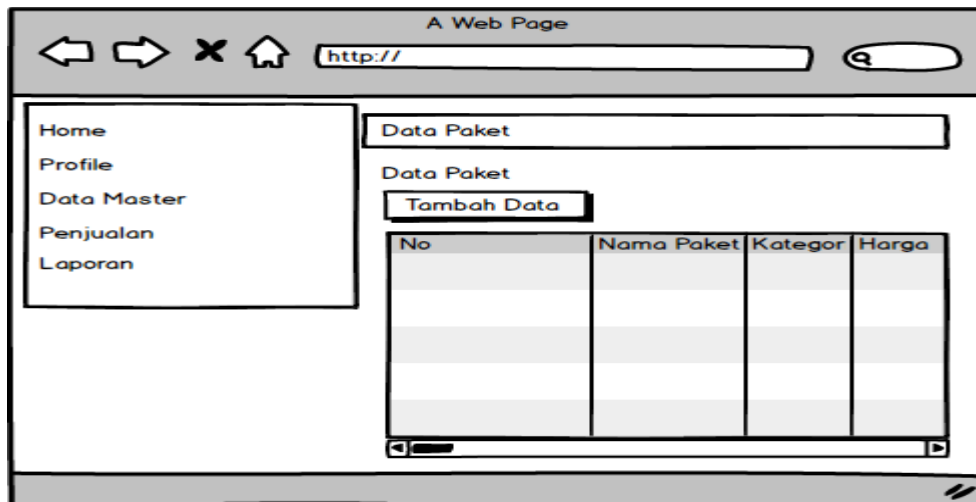 A Web Page
http://
Home
Profile
Data Master
Penjualan
Laporan
Data Paket
Data Paket
Tambah Data
No Nama Paket Kategor Harga